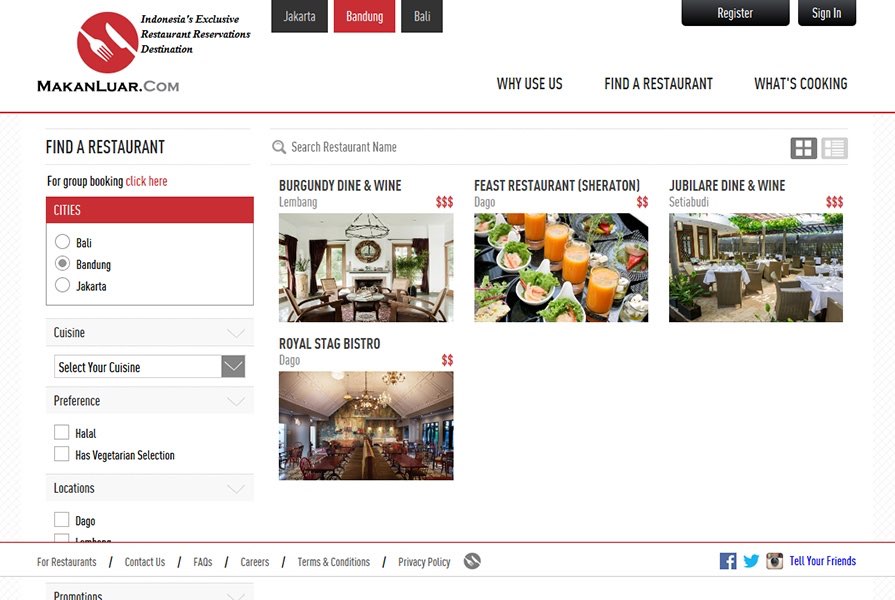 Indonesia's Exclusive
Restaurant Reservations
Destination
MAKANLUAR.COM
Jakarta
Bandung
Bali
Register
Sign In
WHY USE US
FIND A RESTAURANT
WHAT'S COOKING
FIND A RESTAURANT
For group booking click here
CITIES
Bali
Bandung
Jakarta
Cuisine
Select Your Cuisine
Preference
Halal
Has Vegetarian Selection
Locations
Dago
Lembang
Search Restaurant Name
BURGUNDY DINE & WINE
Lembang $$$
FEAST RESTAURANT (SHERATON)
Dago $$
JUBILARE DINE & WINE
Setiabudi $$$
ROYAL STAG BISTRO
Dago $$
For Restaurants / Contact Us / FAQs / Careers / Terms & Conditions / Privacy Policy
Tell Your Friends
Promotions